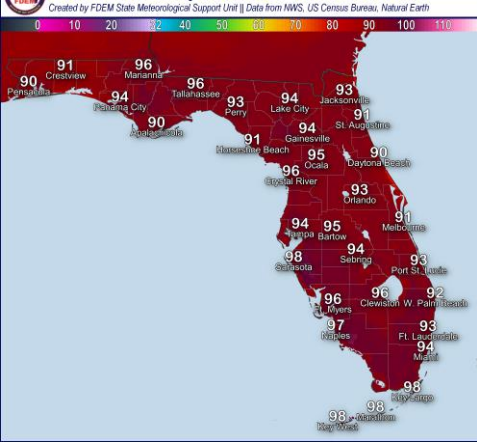 FDEM
Created by FDEM State Meteorological Support Unit || Data from NWS, US Census Bureau, Natural Earth
0 10 20 32 40 50 60 70 80 90 100 110
91
Crestview
96
Marianna
90
Pensacola
94
Panama City
96
Tallahassee
90
Apalachicola
93
Perry
94
Lake City
93
Jacksonville
91
St. Augustine
94
Gainesville
91
Horseshoe Beach
95
Ocala
90
Daytona Beach
96
Crystal River
93
Orlando
91
Melbourne
94
Tampa
95
Bartow
94
Sebring
98
Sarasota
93
Port St. Lucie
96
Ft. Myers
96
Clewiston
92
W. Palm Beach
97
Naples
93
Ft. Lauderdale
94
Miami
98
Key Largo
98
Marathon
98
Key West